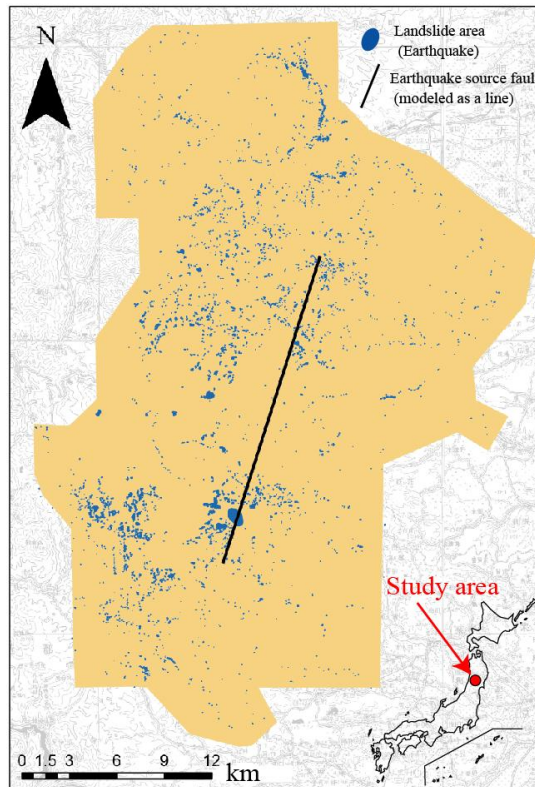 N
Landslide area
(Earthquake)
Earthquake source faul
(modeled as a line)
Study area
0 1.5 3 6 9 12
km